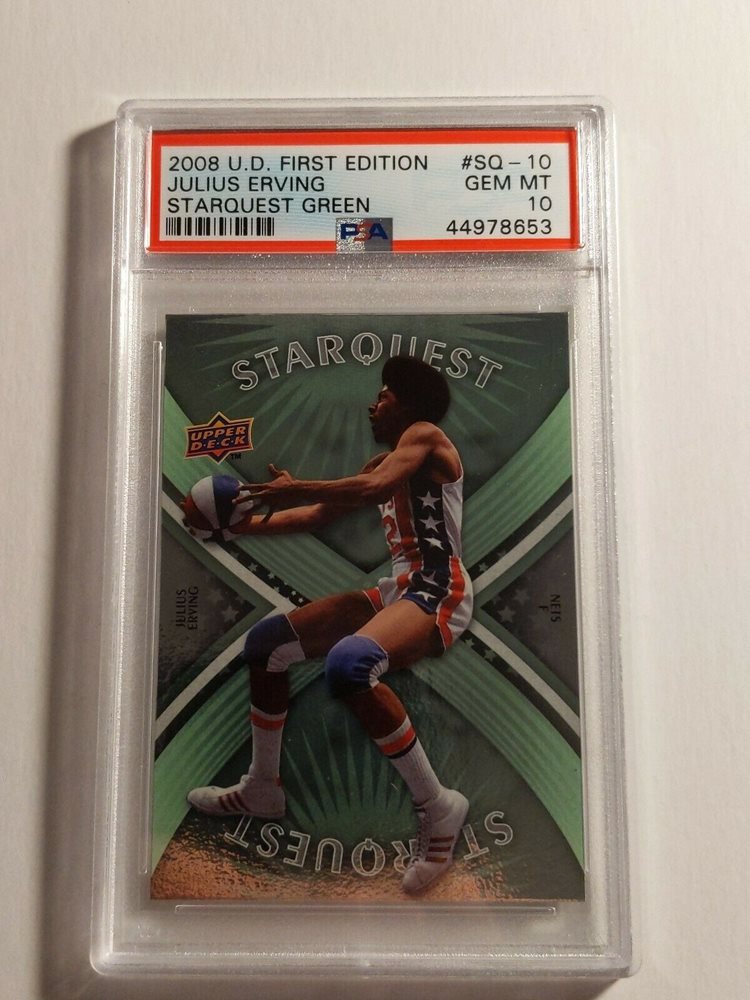 2008 U.D. FIRST EDITION #SQ-10
JULIUS ERVING GEM MT
STARQUEST GREEN 10
PSA 44978653
STARQUEST
UPPER
D·E·C·K
TM
JULIUS
ERVING
NETS
F
STARQUEST